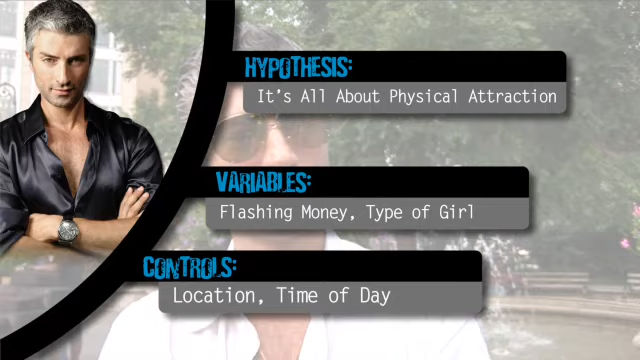 HYPOTHESIS:
It's All About Physical Attraction
VARIABLES:
Flashing Money, Type of Girl
CONTROLS:
Location, Time of Day